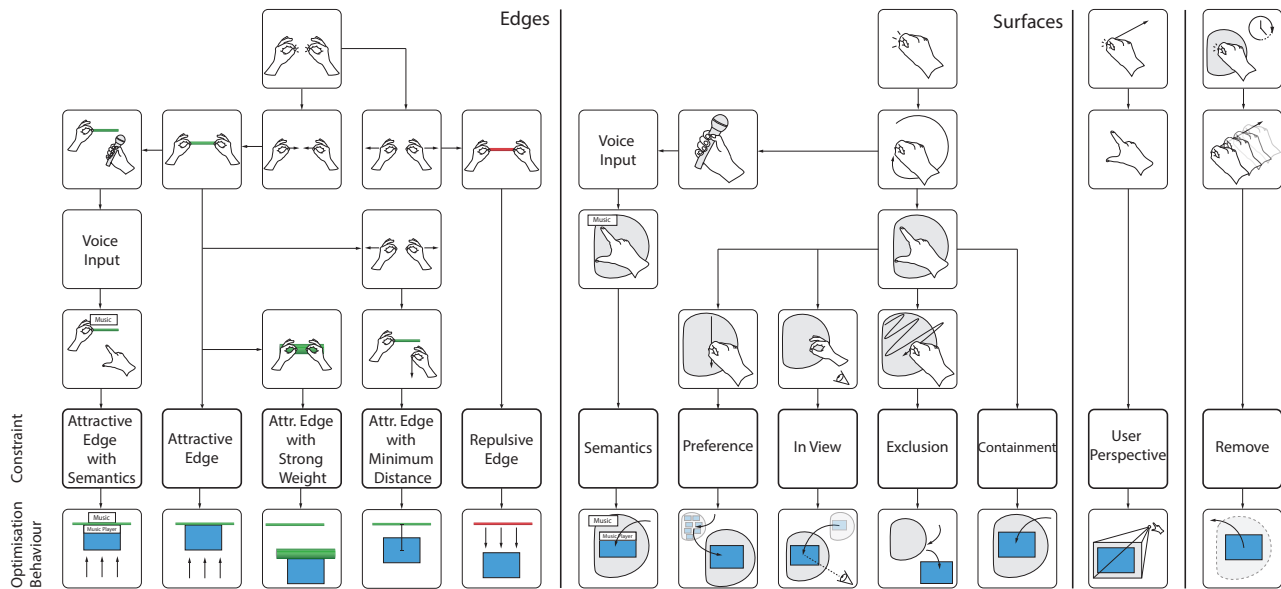 Edges
Surfaces
Voice
Input
Music
Voice
Input
Music
Constraint
Attractive
Edge
with
Semantics
Attractive
Edge
Attr. Edge
with
Strong
Weight
Attr. Edge
with
Minimum
Distance
Repulsive
Edge
Semantics
Preference
In View
Exclusion
Containment
User
Perspective
Remove
Optimisation
Behaviour
Music
Music Player
Music
Music Player